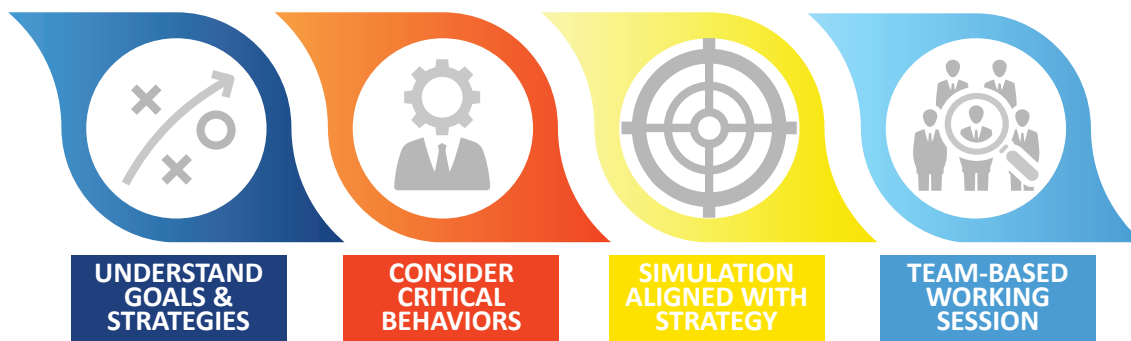 UNDERSTAND
GOALS &
STRATEGIES
CONSIDER
CRITICAL
BEHAVIORS
SIMULATION
ALIGNED WITH
STRATEGY
TEAM-BASED
WORKING
SESSION